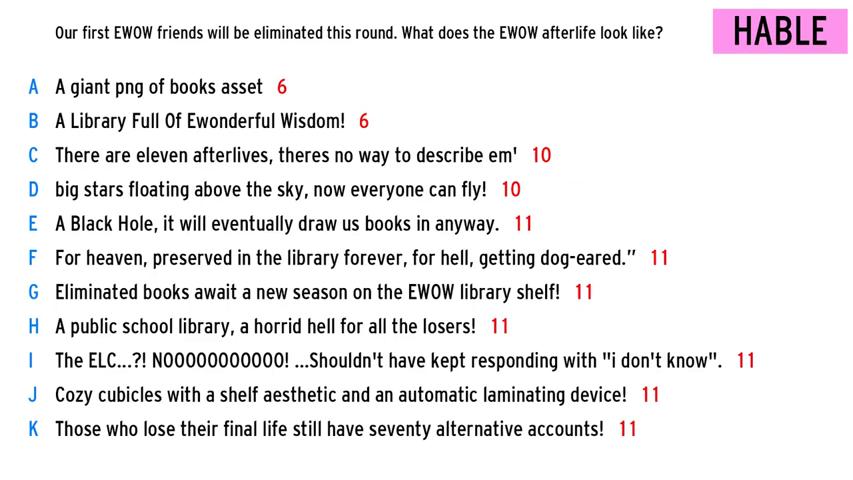 Our first EWOW friends will be eliminated this round. What does the EWOW afterlife look like?
HABLE
A A giant png of books asset 6
B A Library Full Of Ewonderful Wisdom! 6
C There are eleven afterlives, theres no way to describe em' 10
D big stars floating above the sky, now everyone can fly! 10
E A Black Hole, it will eventually draw us books in anyway. 11
F For heaven, preserved in the library forever, for hell, getting dog-eared.” 11
G Eliminated books await a new season on the EWOW library shelf! 11
H A public school library, a horrid hell for all the losers! 11
I The ELC...?! NOOOOOOOOOOO! ...Shouldn't have kept responding with "i don't know". 11
J Cozy cubicles with a shelf aesthetic and an automatic laminating device! 11
K Those who lose their final life still have seventy alternative accounts! 11